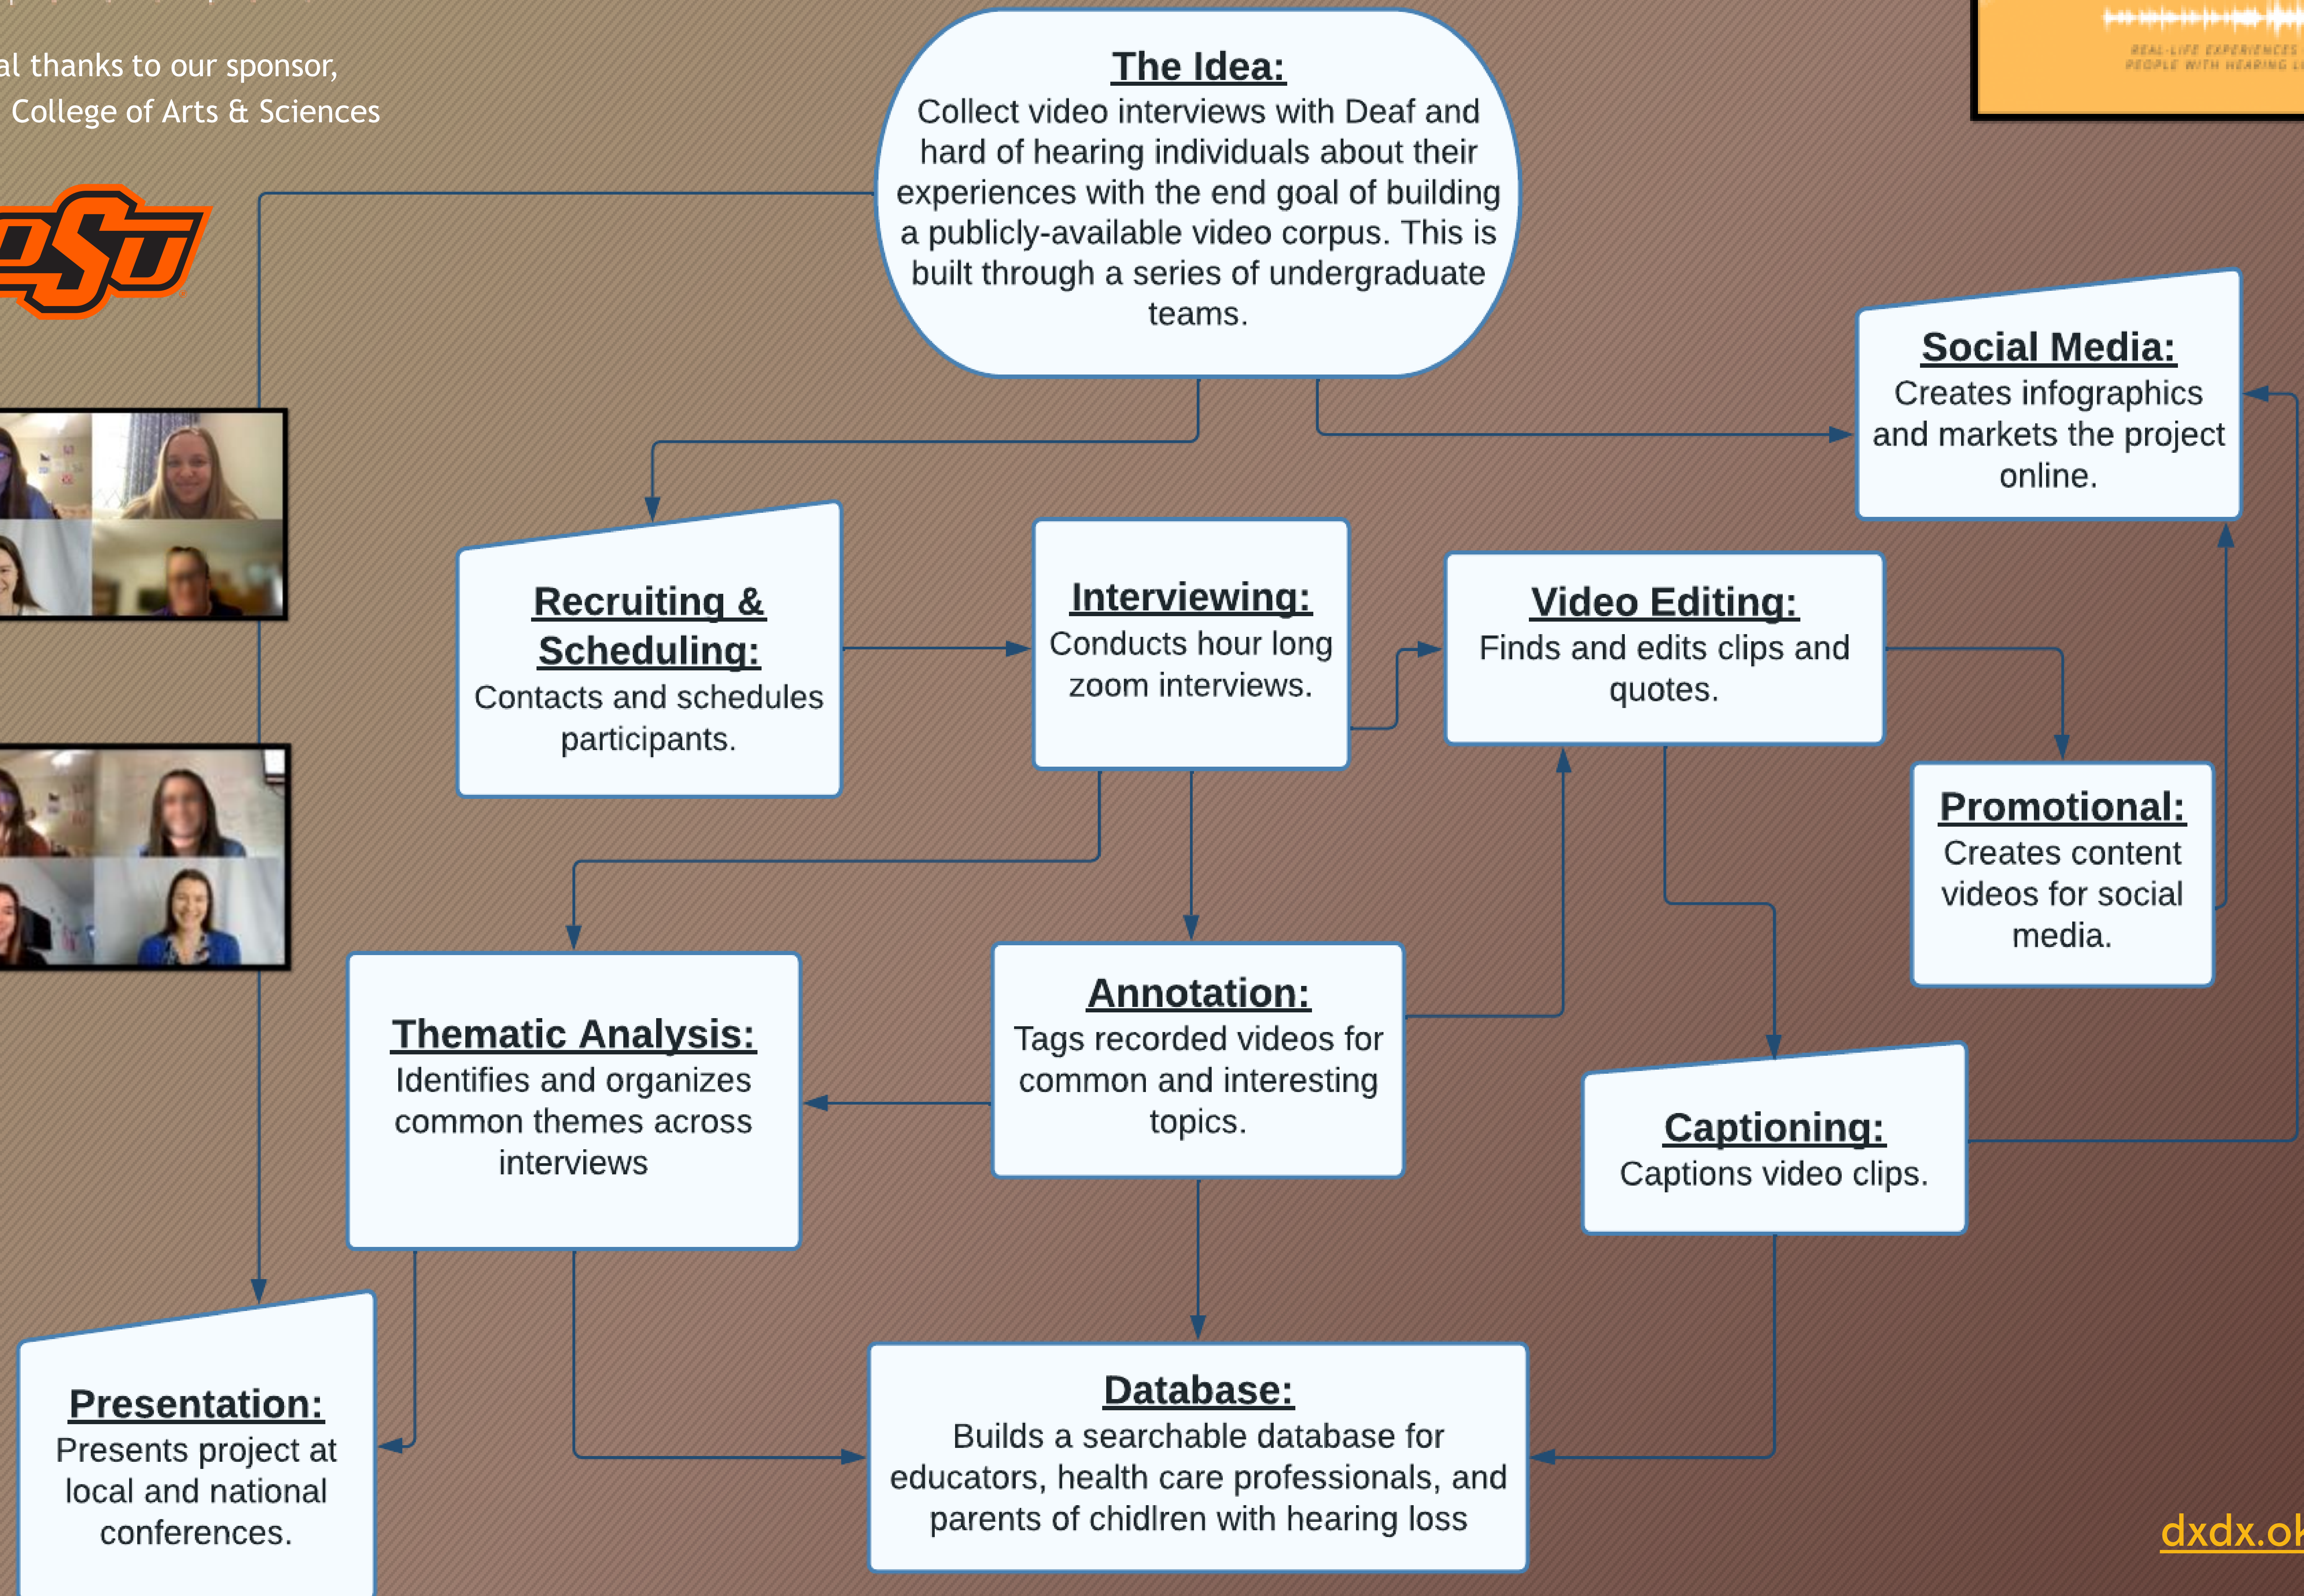 al thanks to our sponsor,
College of Arts & Sciences
OSU
REAL-LIFE EXPERIENCES
PEOPLE WITH HEARING
The Idea:
Collect video interviews with Deaf and
hard of hearing individuals about their
experiences with the end goal of building
a publicly-available video corpus. This is
built through a series of undergraduate
teams.
Social Media:
Creates infographics
and markets the project
online.
Recruiting &
Scheduling:
Contacts and schedules
participants.
Interviewing:
Conducts hour long
zoom interviews.
Video Editing:
Finds and edits clips and
quotes.
Promotional:
Creates content
videos for social
media.
Thematic Analysis:
Identifies and organizes
common themes across
interviews
Annotation:
Tags recorded videos for
common and interesting
topics.
Captioning:
Captions video clips.
Presentation:
Presents project at
local and national
conferences.
Database:
Builds a searchable database for
educators, health care professionals, and
parents of chidlren with hearing loss
dxdx.ok